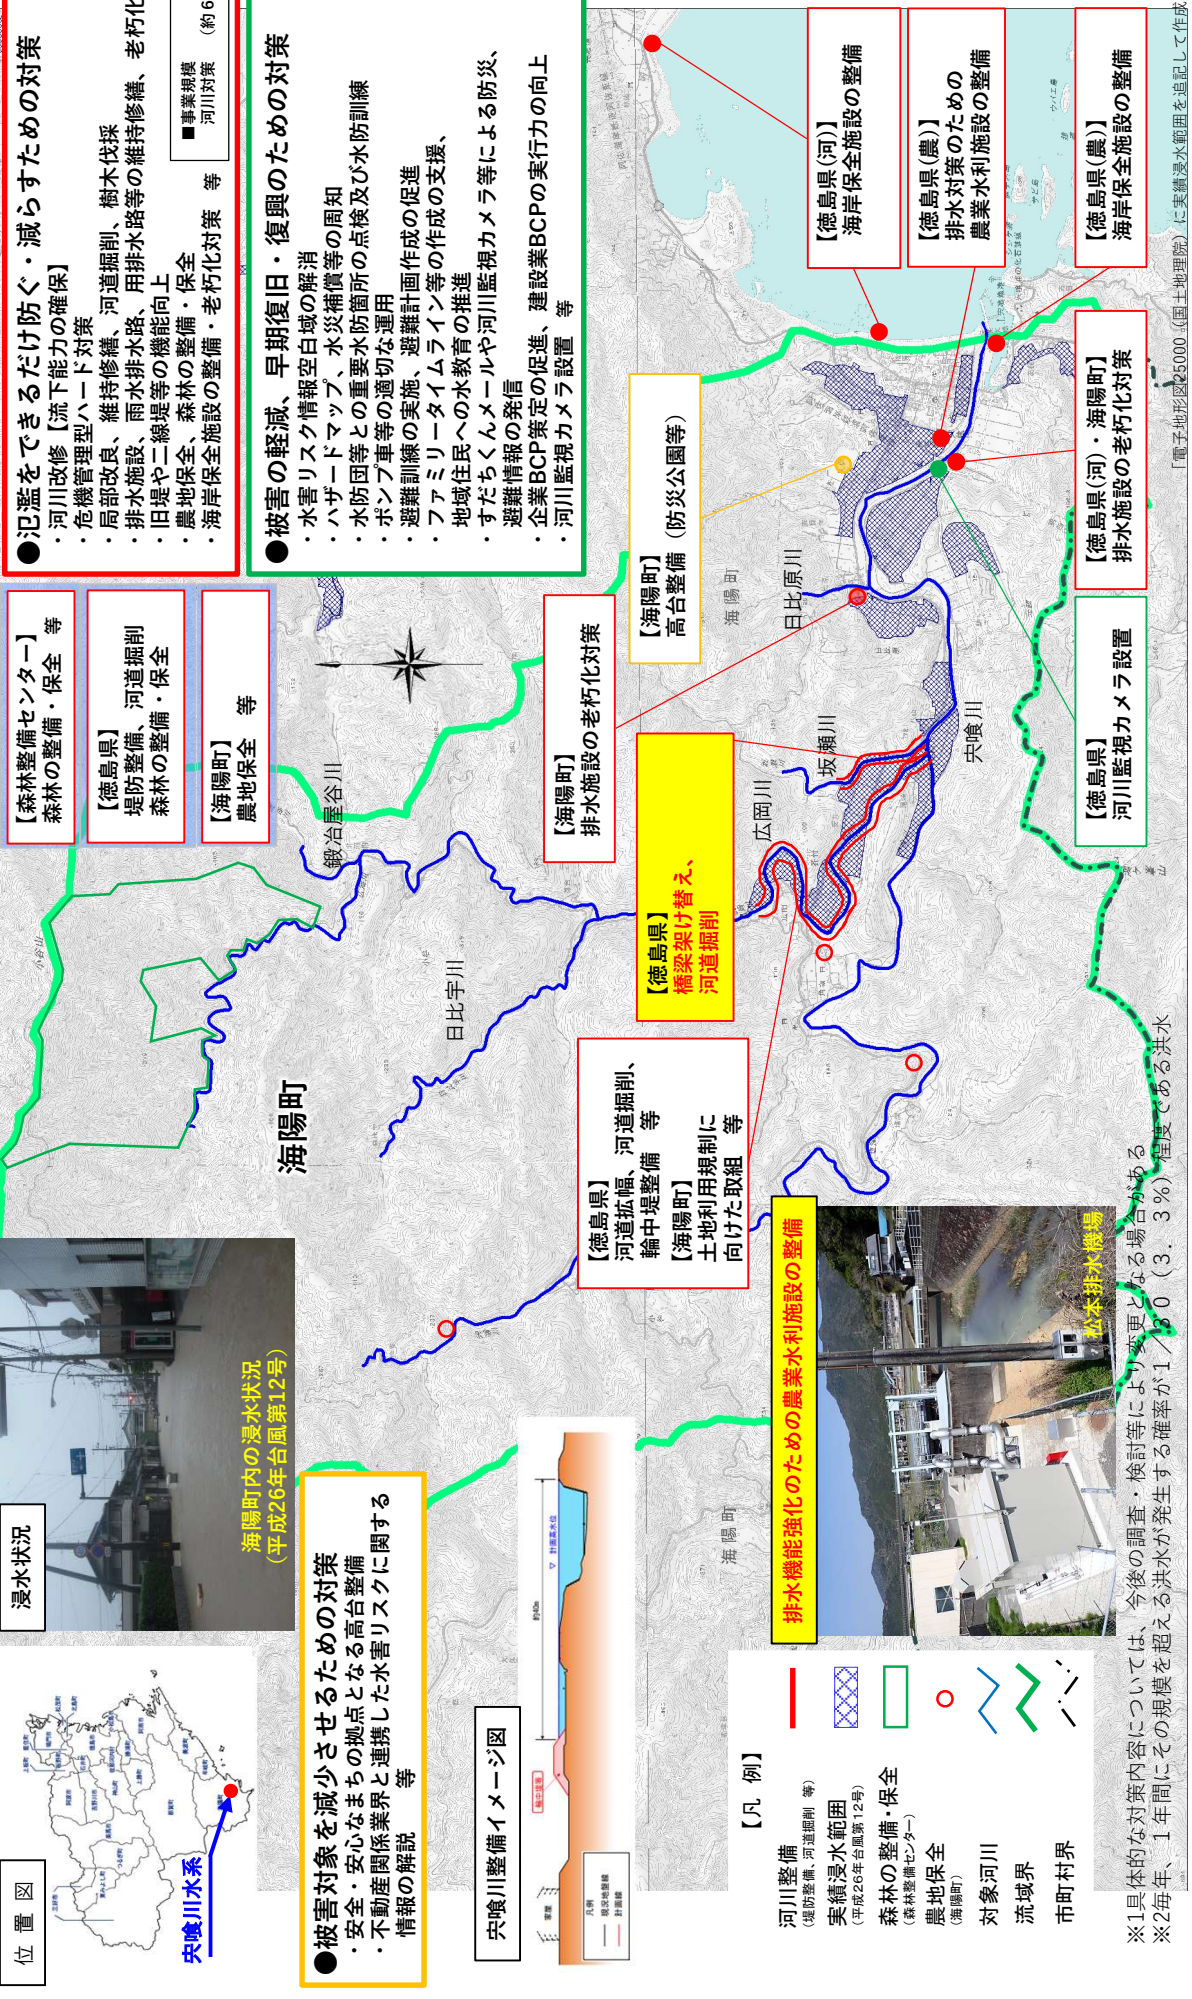 位 置 図
宍喰川水系
浸水状況
海陽町内の浸水状況
(平成26年台風第12号)
●被害対象を減少させるための対策
・安全・安心なまちの拠点となる高台整備
・不動産関係業界と連携した水害リスクに関する
情報の解説　　等
宍喰川整備イメージ図
約40m
▽ 計画高水位
輪中堤等
家屋
凡例
現況地盤線
計画線
【凡　例】
河川整備
(堤防整備、河道掘削 等)
実績浸水範囲
(平成26年台風第12号)
森林の整備・保全
(森林整備センター)
農地保全
(海陽町)
対象河川
流域界
市町村界
【森林整備センター】
森林の整備・保全　等
【徳島県】
堤防整備、河道掘削
森林の整備・保全
【海陽町】
農地保全　等
●氾濫をできるだけ防ぐ・減らすための対策
・河川改修【流下能力の確保】
・危機管理型ハード対策
・局部改良、維持修繕、河道掘削、樹木伐採
・排水施設、雨水排水路、用排水路等の維持修繕、老朽化
・旧堤や二線堤等の機能向上
・農地保全、森林の整備・保全
・海岸保全施設の整備・老朽化対策　等
■事業規模
河川対策　(約6
●被害の軽減、早期復旧・復興のための対策
・水害リスク情報空白域の解消
・ハザードマップ、水災補償等の周知
・水防団等との重要水防箇所の点検及び水防訓練
・ポンプ車等の適切な運用
・避難訓練の実施、避難計画作成の促進
・ファミリータイムライン等の作成の支援、
地域住民への水教育の推進
・すだちくんメールや河川監視カメラ等による防災、
避難情報の発信
・企業BCP策定の促進、建設業BCPの実行力の向上
・河川監視カメラ設置　等
海陽町
小谷山
鍛冶屋谷川
日比宇川
広岡川
坂瀬川
日比原川
宍喰川
海陽町
海陽町
【海陽町】
排水施設の老朽化対策
【海陽町】
高台整備（防災公園等）
【徳島県】
橋梁架け替え、
河道掘削
【徳島県】
河道拡幅、河道掘削、
輪中堤整備　等
【海陽町】
土地利用規制に
向けた取組　等
排水機能強化のための農業水利施設の整備
松本排水機場
【徳島県(河)】
海岸保全施設の整備
【徳島県(農)】
排水対策のための
農業水利施設の整備
【徳島県(農)】
海岸保全施設の整備
【徳島県(河)・海陽町】
排水施設の老朽化対策
【徳島県】
河川監視カメラ設置
「電子地形図25000（国土地理院）に実績浸水範囲を追記して作成
※1具体的な対策内容については、今後の調査・検討等により変更となる場合がある
※2毎年、1年間にその規模を超える洪水が発生する確率が1／30（3．3％）程度である洪水